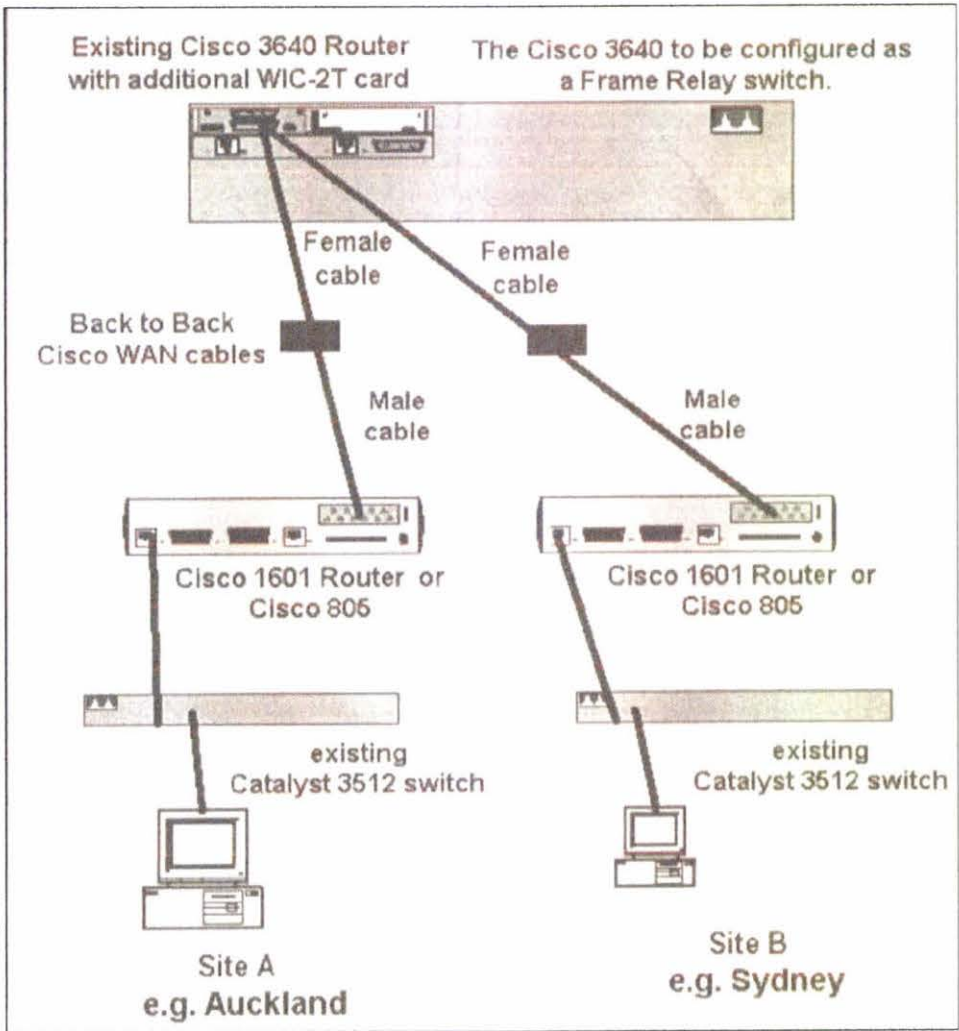 Existing Cisco 3640 Router
with additional WIC-2T card
The Cisco 3640 to be configured as
a Frame Relay switch.
Female
cable
Female
cable
Back to Back
Cisco WAN cables
Male
cable
Male
cable
Cisco 1601 Router or
Cisco 805
Cisco 1601 Router or
Cisco 805
existing
Catalyst 3512 switch
existing
Catalyst 3512 switch
Site A
e.g. Auckland
Site B
e.g. Sydney